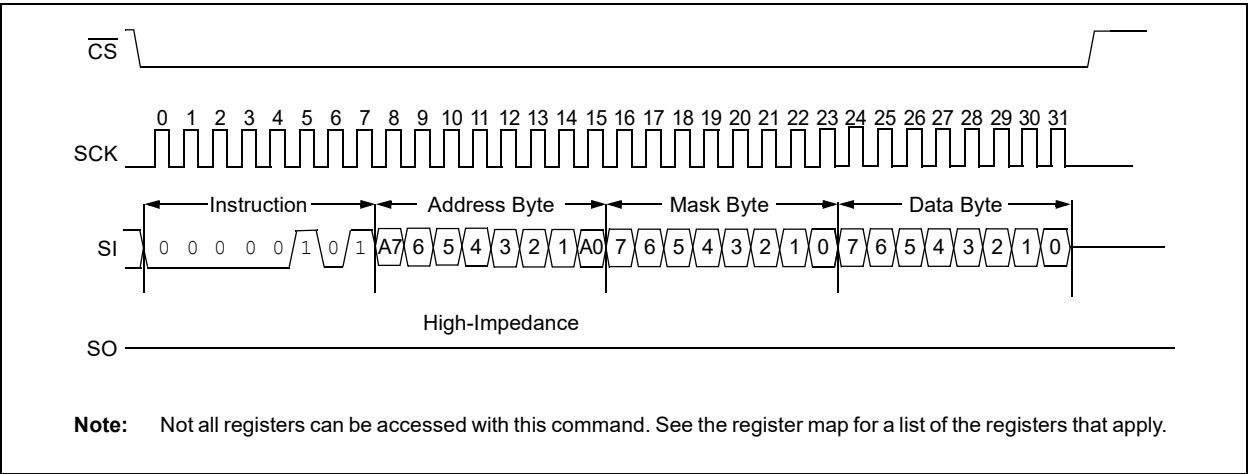 CS
0 1 2 3 4 5 6 7 8 9 10 11 12 13 14 15 16 17 18 19 20 21 22 23 24 25 26 27 28 29 30 31
SCK
Instruction Address Byte Mask Byte Data Byte
SI 0 0 0 0 0 1 0 1 A7 6 5 4 3 2 1 A0 7 6 5 4 3 2 1 0 7 6 5 4 3 2 1 0
High-Impedance
SO
Note: Not all registers can be accessed with this command. See the register map for a list of the registers that apply.